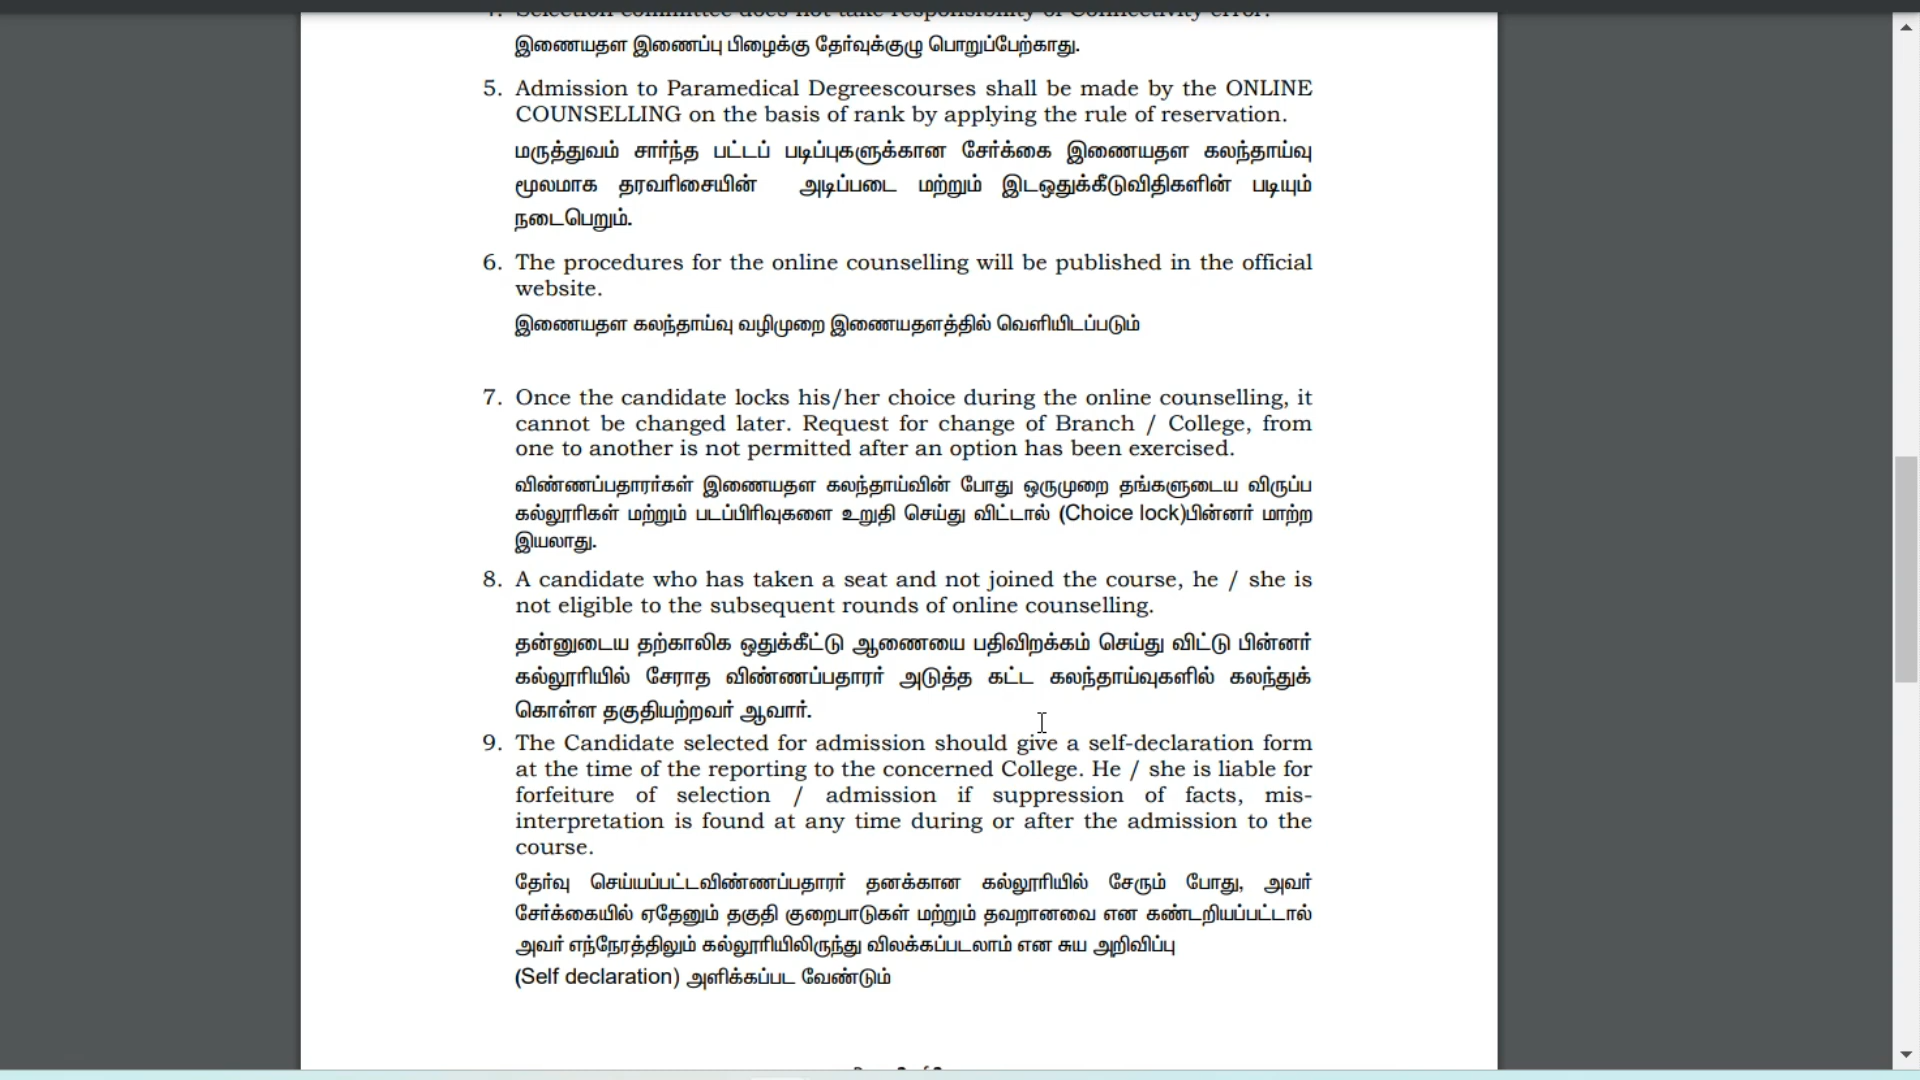 4. Selection committee does not take responsibility of Connectivity error.
இணையதள இணைப்பு பிழைக்கு தேர்வுக்குழு பொறுப்பேற்காது.
5. Admission to Paramedical Degreescourses shall be made by the ONLINE
COUNSELLING on the basis of rank by applying the rule of reservation.
மருத்துவம் சார்ந்த பட்டப் படிப்புகளுக்கான சேர்க்கை இணையதள கலந்தாய்வு
மூலமாக தரவரிசையின் அடிப்படை மற்றும் இடஒதுக்கீடுவிதிகளின் படியும்
நடைபெறும்.
6. The procedures for the online counselling will be published in the official
website.
இணையதள கலந்தாய்வு வழிமுறை இணையதளத்தில் வெளியிடப்படும்
7. Once the candidate locks his/her choice during the online counselling, it
cannot be changed later. Request for change of Branch / College, from
one to another is not permitted after an option has been exercised.
விண்ணப்பதாரர்கள் இணையதள கலந்தாய்வின் போது ஒருமுறை தங்களுடைய விருப்ப
கல்லூரிகள் மற்றும் படப்பிரிவுகளை உறுதி செய்து விட்டால் (Choice lock)பின்னர் மாற்ற
இயலாது.
8. A candidate who has taken a seat and not joined the course, he / she is
not eligible to the subsequent rounds of online counselling.
தன்னுடைய தற்காலிக ஒதுக்கீட்டு ஆணையை பதிவிறக்கம் செய்து விட்டு பின்னர்
கல்லூரியில் சேராத விண்ணப்பதாரர் அடுத்த கட்ட கலந்தாய்வுகளில் கலந்துக்
கொள்ள தகுதியற்றவர் ஆவார்.
9. The Candidate selected for admission should give a self-declaration form
at the time of the reporting to the concerned College. He / she is liable for
forfeiture of selection / admission if suppression of facts, mis-
interpretation is found at any time during or after the admission to the
course.
தேர்வு செய்யப்பட்டவிண்ணப்பதாரர் தனக்கான கல்லூரியில் சேரும் போது, அவர்
சேர்க்கையில் ஏதேனும் தகுதி குறைபாடுகள் மற்றும் தவறானவை என கண்டறியப்பட்டால்
அவர் எந்நேரத்திலும் கல்லூரியிலிருந்து விலக்கப்படலாம் என சுய அறிவிப்பு
(Self declaration) அளிக்கப்பட வேண்டும்